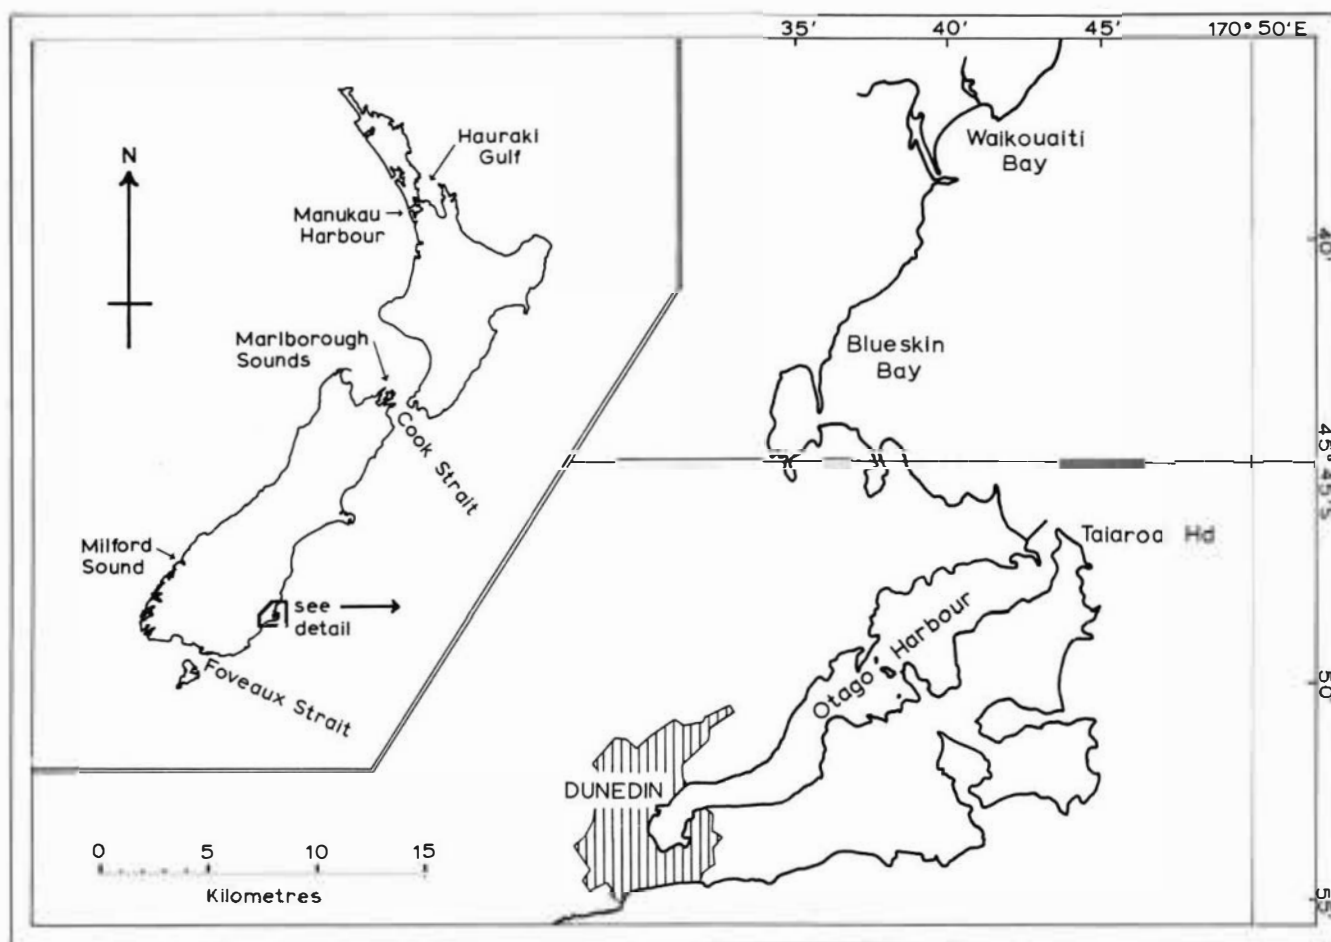 35'
40'
45'
170° 50'E
N
Hauraki
Gulf
Manukau
Harbour
Marlborough
Sounds
Cook Strait
Milford
Sound
see
detail
Foveaux Strait
Waikouaiti
Bay
Blueskin
Bay
Taiaroa Hd
Otago Harbour
DUNEDIN
40'
45° 45'S
50'
55'
0
5
10
15
Kilometres